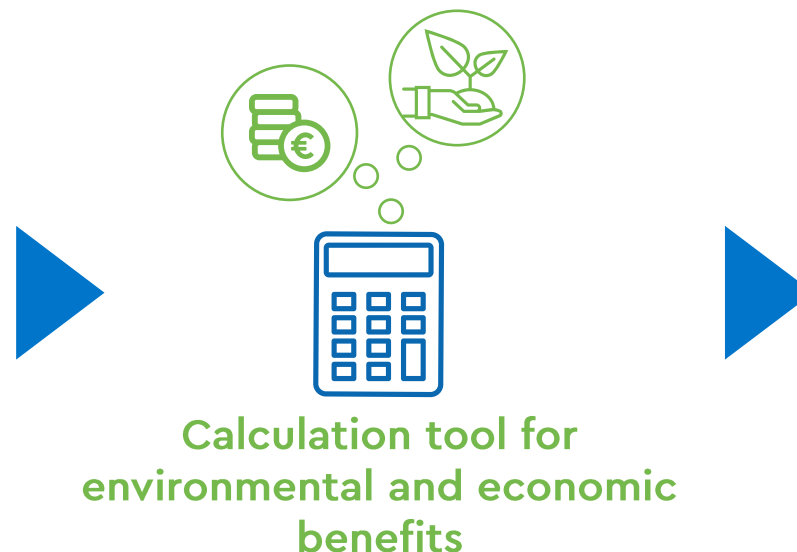 €
Calculation tool for
environmental and economic
benefits